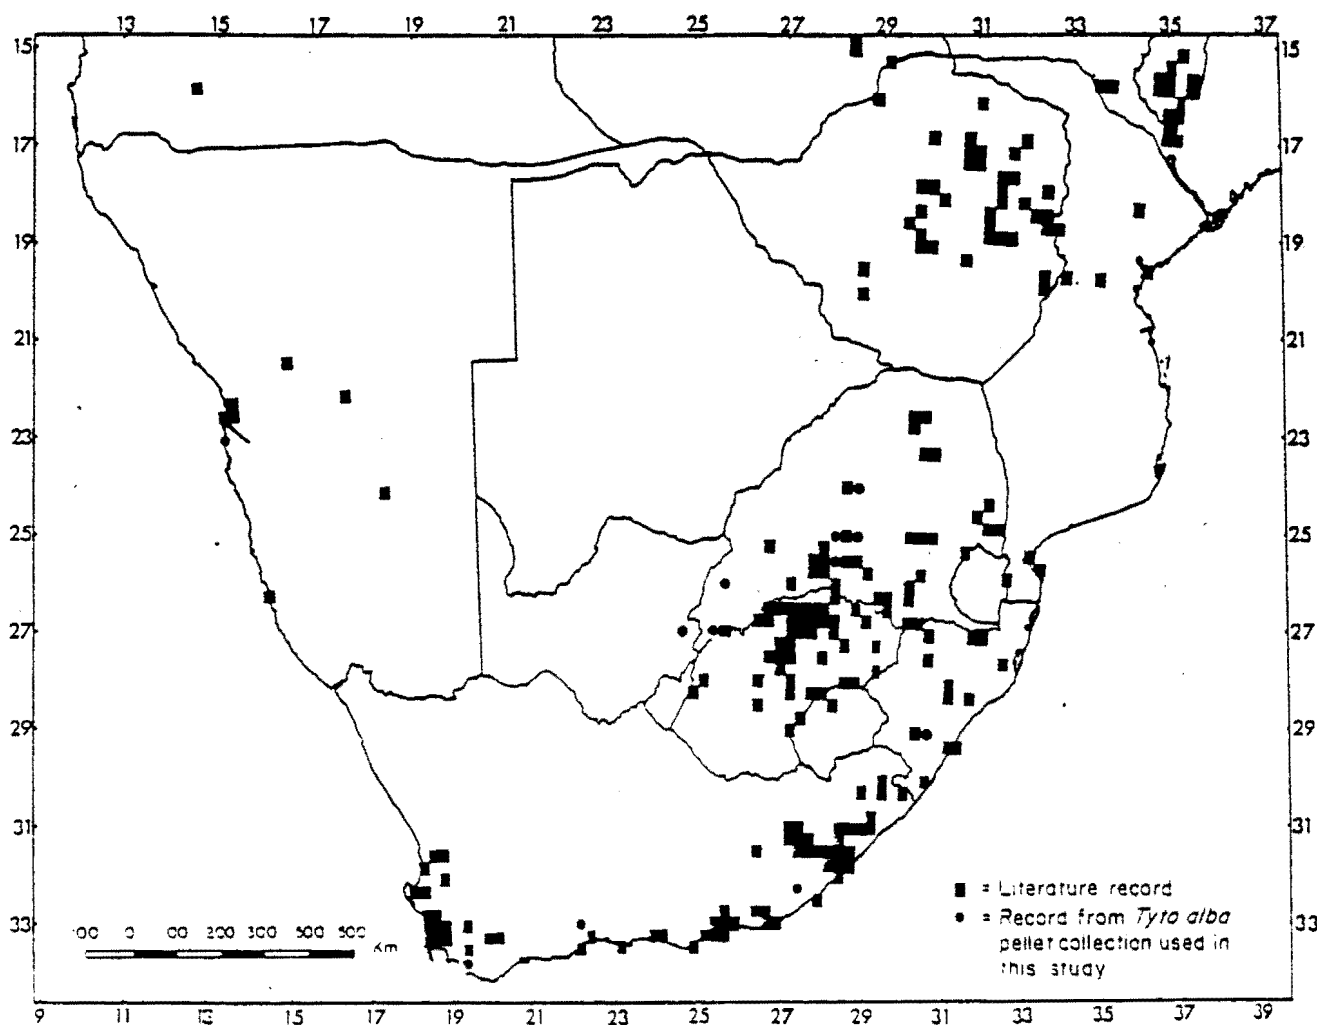 13 15 17 19 21 23 25 27 29 31 33 35 37
15 15
17 17
19 19
21 21
23 23
25 25
27 27
29 29
31 31
= Literature record
= Record from Tyto alba
33 33
pellet collection used in
this study
0 200 300 500 500
Km
9 11 13 15 17 19 21 23 25 27 29 31 33 35 37 39